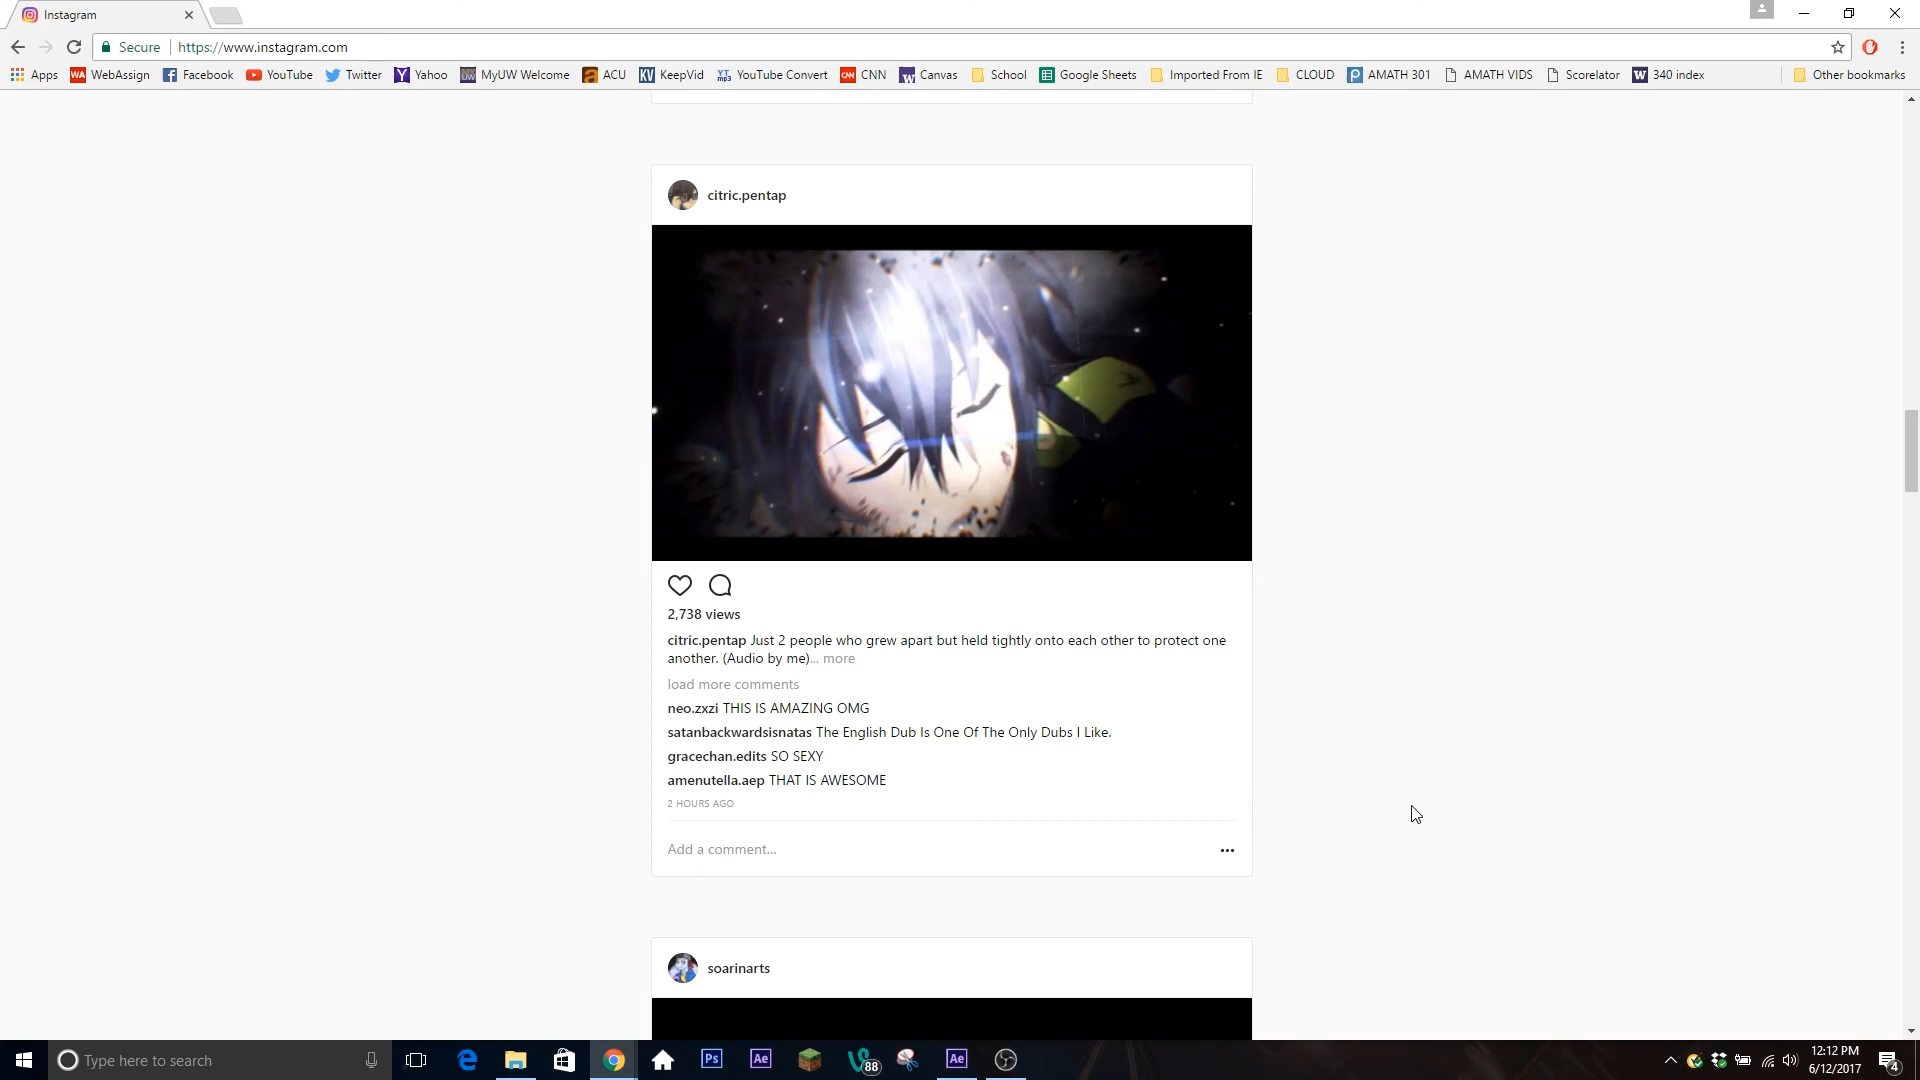 Instagram
Secure https://www.instagram.com
Apps WebAssign Facebook YouTube Twitter Yahoo MyUW Welcome ACU KeepVid YouTube Convert CNN Canvas School Google Sheets Imported From IE CLOUD AMATH 301 AMATH VIDS Scorelator 340 index Other bookmarks
citric.pentap
2,738 views
citric.pentap Just 2 people who grew apart but held tightly onto each other to protect one
another. (Audio by me)... more
load more comments
neo.zxzi THIS IS AMAZING OMG
satanbackwardsisnatas The English Dub Is One Of The Only Dubs I Like.
gracechan.edits SO SEXY
amenutella.aep THAT IS AWESOME
2 HOURS AGO
Add a comment...
soarinarts
Type here to search
Ps Ae 88 Ae
12:12 PM
6/12/2017
4